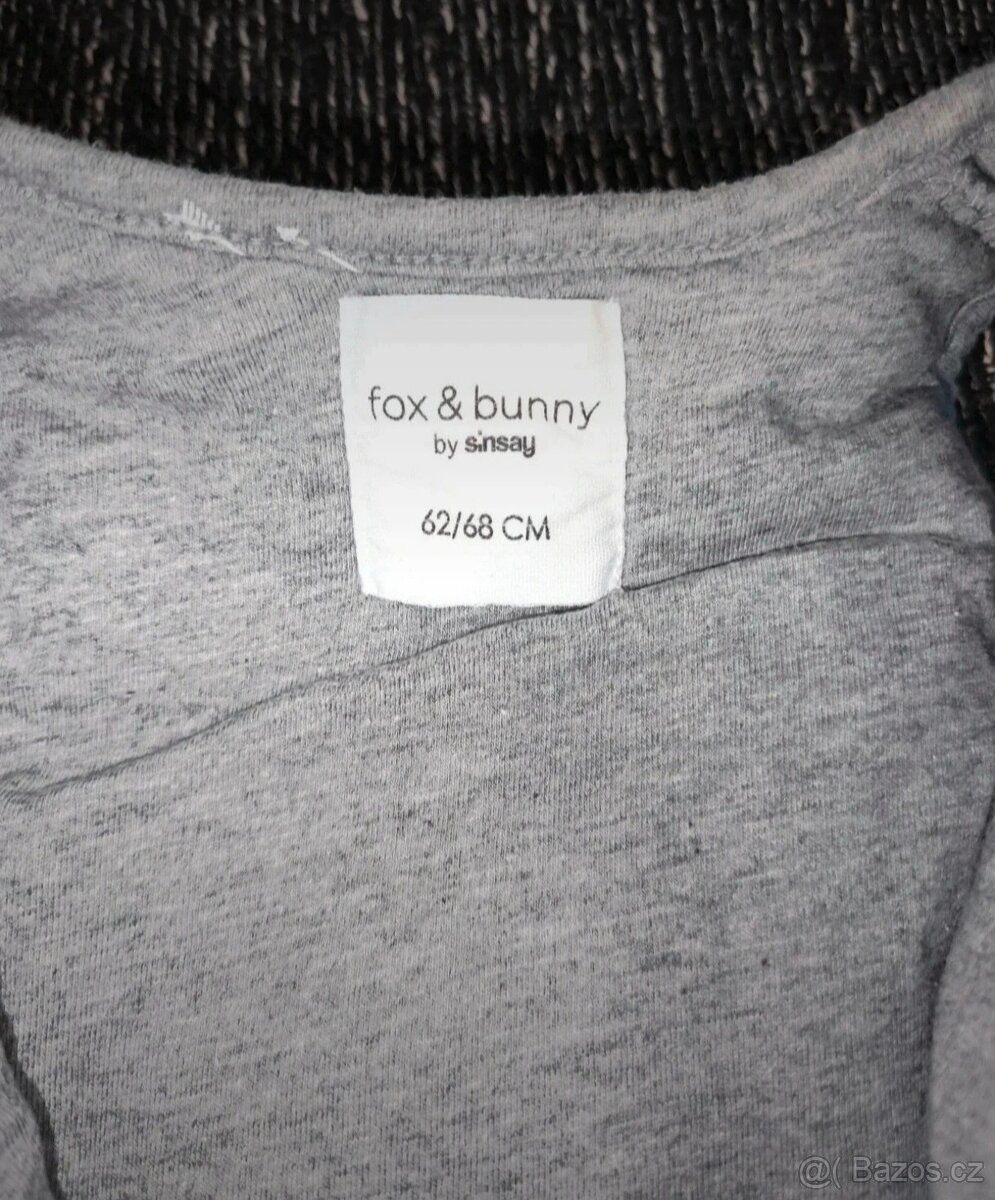 fox & bunny
by sinsay
62/68 CM
@( Bazos.cz